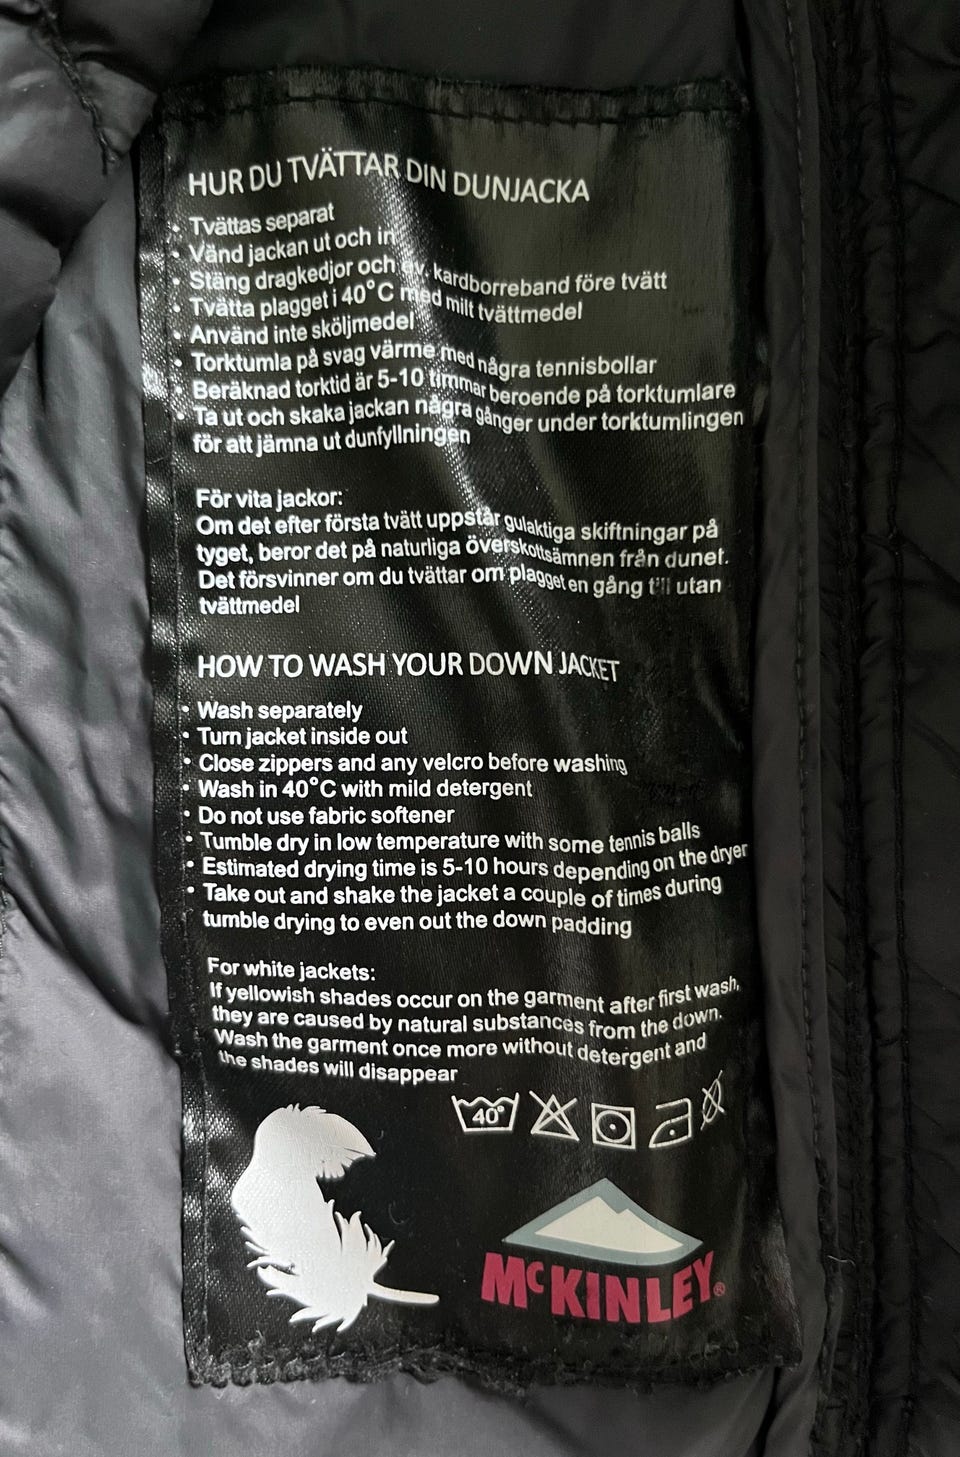 HUR DU TVÄTTAR DIN DUNJACKA
• Tvättas separat
• Vänd jackan ut och in
• Stäng dragkedjor och ev. kardborreband före tvätt
• Tvätta plagget i 40°C med milt tvättmedel
• Använd inte sköljmedel
• Torktumla på svag värme med några tennisbollar
• Beräknad torktid är 5-10 timmar beroende på torktumlare
• Ta ut och skaka jackan några gånger under torktumlingen
för att jämna ut dunfyllningen
För vita jackor:
Om det efter första tvätt uppstår gulaktiga skiftningar på
tyget, beror det på naturliga överskottsämnen från dunet.
Det försvinner om du tvättar om plagget en gång till utan
tvättmedel
HOW TO WASH YOUR DOWN JACKET
• Wash separately
• Turn jacket inside out
• Close zippers and any velcro before washing
• Wash in 40°C with mild detergent
• Do not use fabric softener
• Tumble dry in low temperature with some tennis balls
• Estimated drying time is 5-10 hours depending on the dryer
• Take out and shake the jacket a couple of times during
tumble drying to even out the down padding
For white jackets:
If yellowish shades occur on the garment after first wash,
they are caused by natural substances from the down.
Wash the garment once more without detergent and
the shades will disappear
40°
McKINLEY®